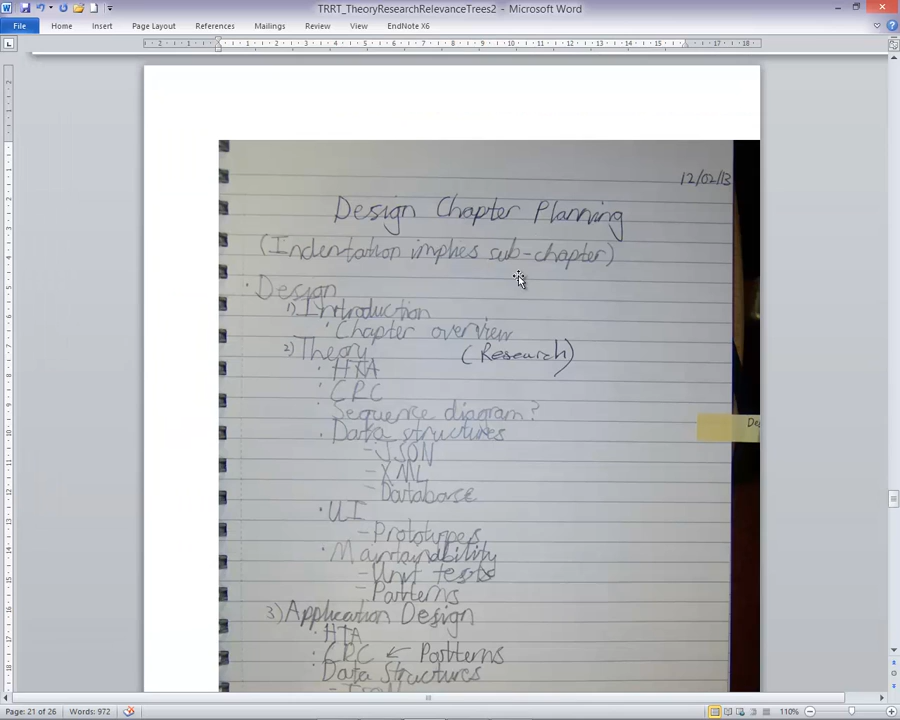 TRRT_TheoryResearchRelevanceTrees2 - Microsoft Word
File Home Insert Page Layout References Mailings Review View EndNote X6
12/02/13
Design Chapter Planning
(Indentation implies sub-chapter)
· Design
1) Introduction
· Chapter overview
2) Theory (Research)
· HTA
· CRC
· Sequence diagram?
· Data structures
- JSON
- XML
- Database
· UI
- Prototypes
· Maintainability
- Unit tests
- Patterns
3) Application Design
· HTA
· CRC ← Patterns
· Data Structures
Page: 21 of 26 Words: 972 110%